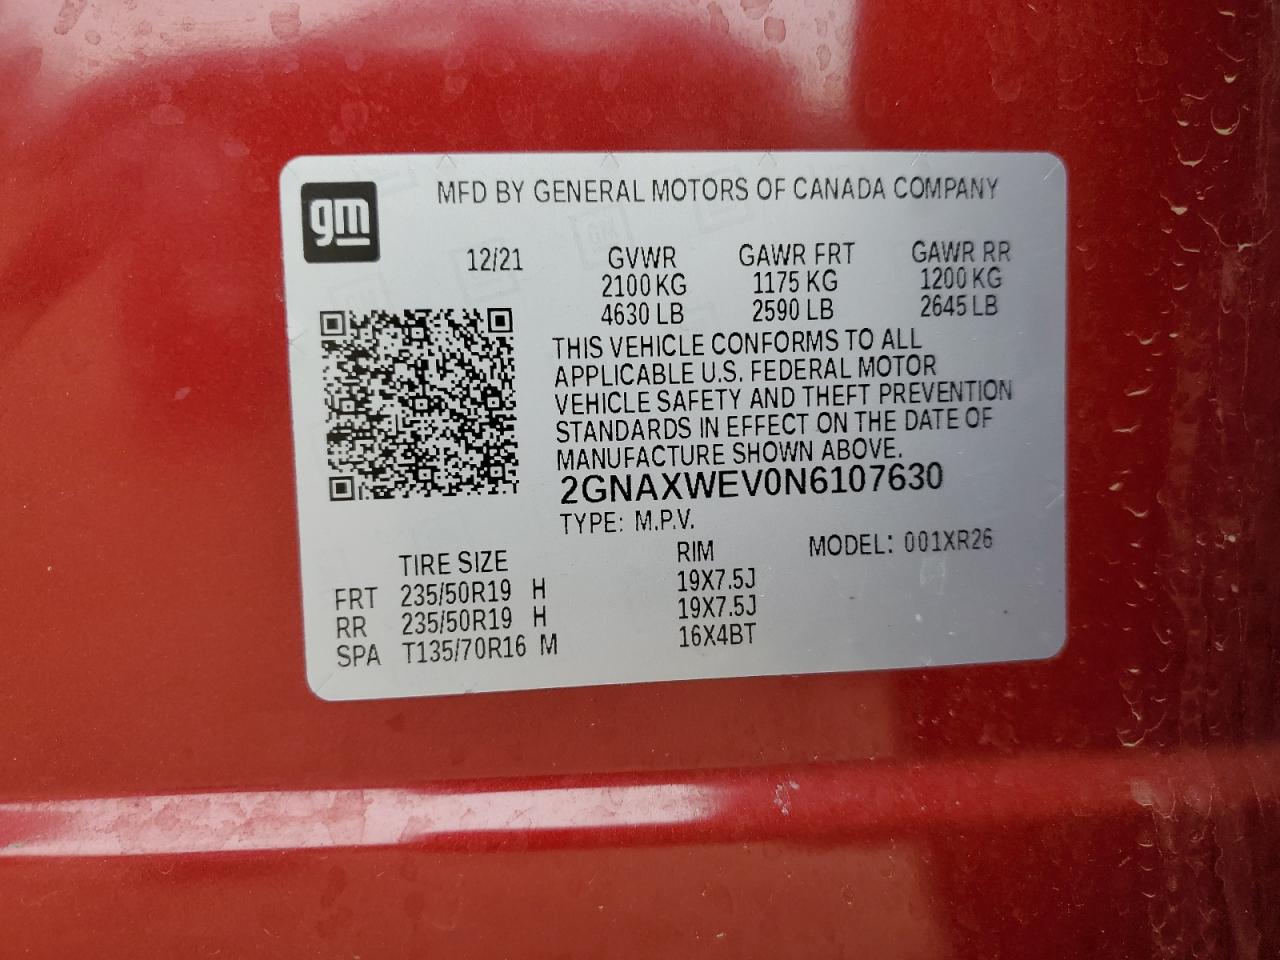 gm
MFD BY GENERAL MOTORS OF CANADA COMPANY
12/21 GVWR GAWR FRT GAWR RR
2100 KG 1175 KG 1200 KG
4630 LB 2590 LB 2645 LB
THIS VEHICLE CONFORMS TO ALL
APPLICABLE U.S. FEDERAL MOTOR
VEHICLE SAFETY AND THEFT PREVENTION
STANDARDS IN EFFECT ON THE DATE OF
MANUFACTURE SHOWN ABOVE.
2GNAXWEV0N6107630
TYPE: M.P.V.
TIRE SIZE RIM MODEL: 001XR26
FRT 235/50R19 H 19X7.5J
RR 235/50R19 H 19X7.5J
SPA T135/70R16 M 16X4BT